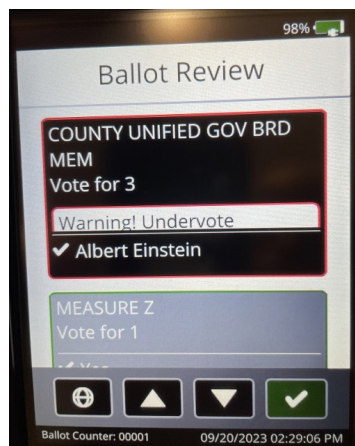 98%
Ballot Review
COUNTY UNIFIED GOV BRD
MEM
Vote for 3
Warning! Undervote
✔ Albert Einstein
MEASURE Z
Vote for 1
✔ Yes
Ballot Counter: 00001 09/20/2023 02:29:06 PM